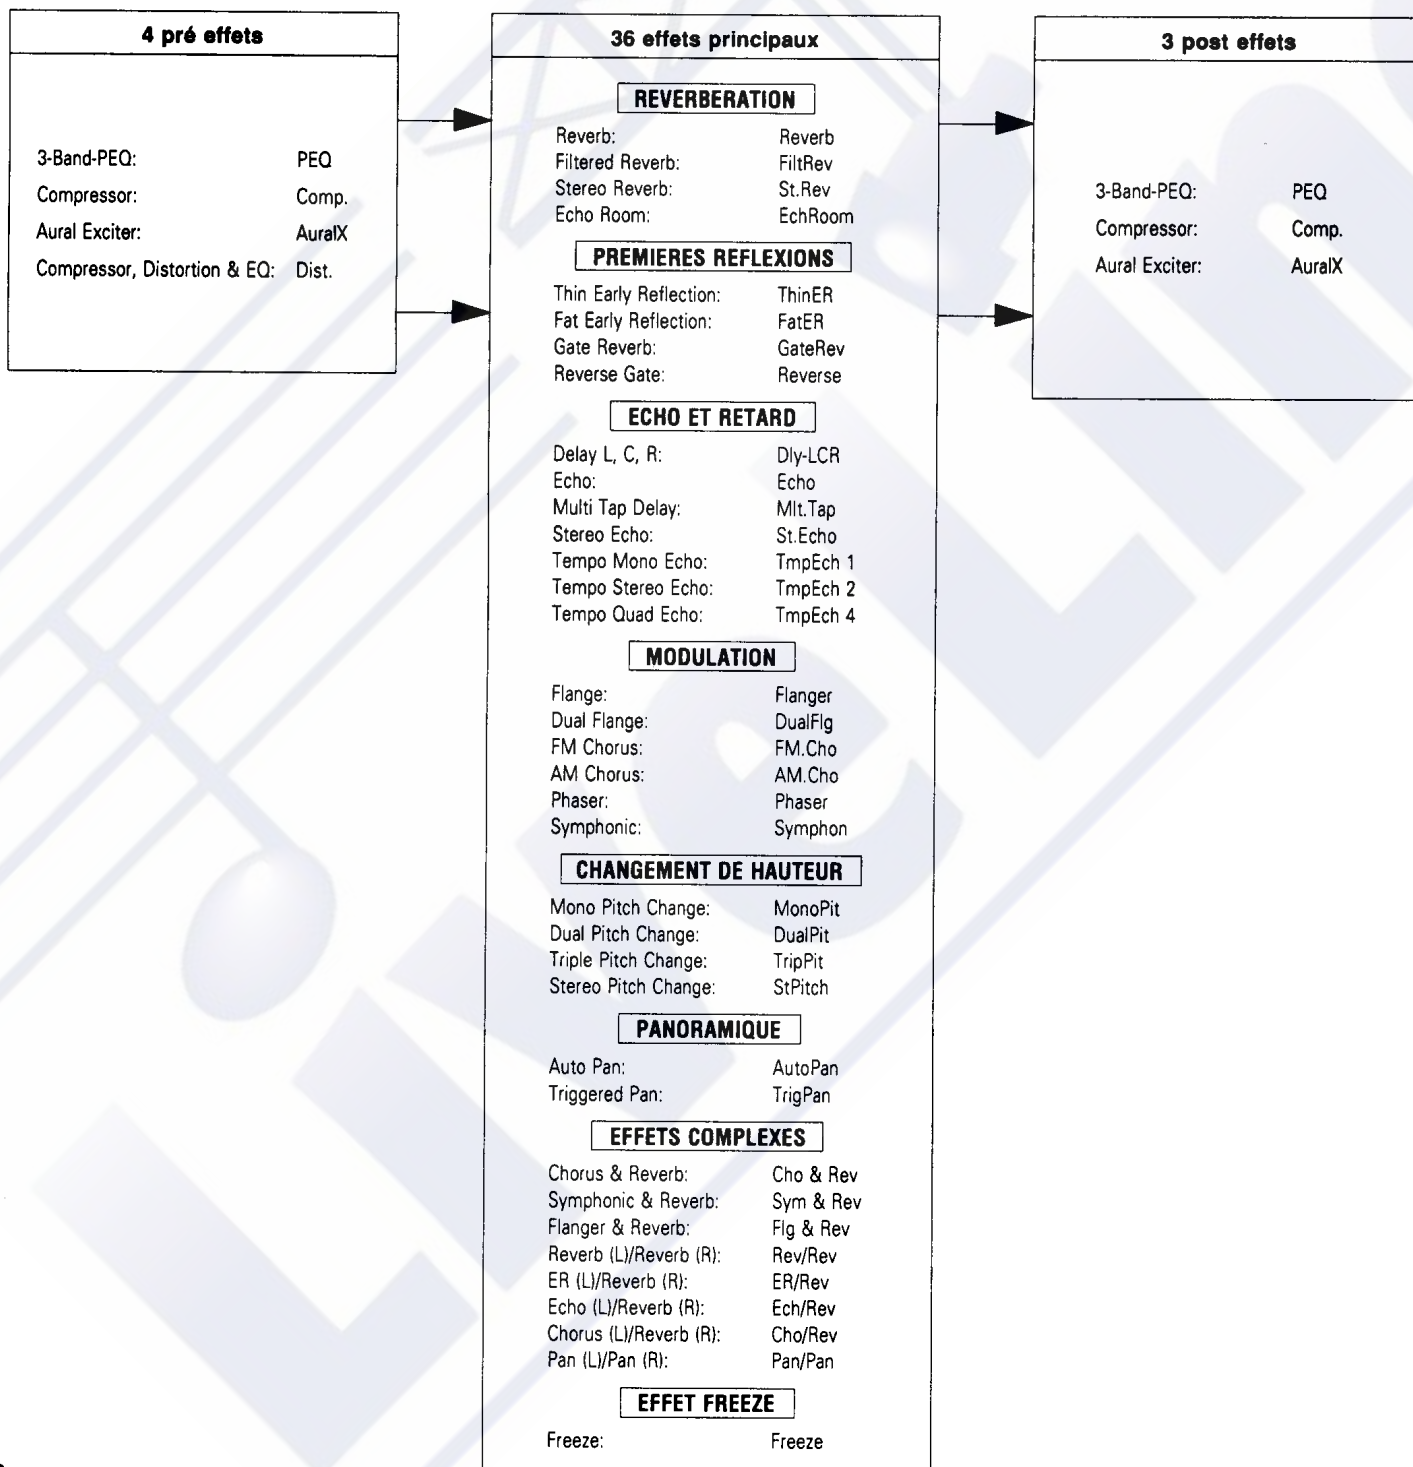 4 pré effets
3-Band-PEQ: PEQ
Compressor: Comp.
Aural Exciter: AuralX
Compressor, Distortion & EQ: Dist.
36 effets principaux
REVERBERATION
Reverb: Reverb
Filtered Reverb: FiltRev
Stereo Reverb: St.Rev
Echo Room: EchRoom
PREMIERES REFLEXIONS
Thin Early Reflection: ThinER
Fat Early Reflection: FatER
Gate Reverb: GateRev
Reverse Gate: Reverse
ECHO ET RETARD
Delay L, C, R: Dly-LCR
Echo: Echo
Multi Tap Delay: Mlt.Tap
Stereo Echo: St.Echo
Tempo Mono Echo: TmpEch 1
Tempo Stereo Echo: TmpEch 2
Tempo Quad Echo: TmpEch 4
MODULATION
Flange: Flanger
Dual Flange: DualFlg
FM Chorus: FM.Cho
AM Chorus: AM.Cho
Phaser: Phaser
Symphonic: Symphon
CHANGEMENT DE HAUTEUR
Mono Pitch Change: MonoPit
Dual Pitch Change: DualPit
Triple Pitch Change: TripPit
Stereo Pitch Change: StPitch
PANORAMIQUE
Auto Pan: AutoPan
Triggered Pan: TrigPan
EFFETS COMPLEXES
Chorus & Reverb: Cho & Rev
Symphonic & Reverb: Sym & Rev
Flanger & Reverb: Flg & Rev
Reverb (L)/Reverb (R): Rev/Rev
ER (L)/Reverb (R): ER/Rev
Echo (L)/Reverb (R): Ech/Rev
Chorus (L)/Reverb (R): Cho/Rev
Pan (L)/Pan (R): Pan/Pan
EFFET FREEZE
Freeze: Freeze
3 post effets
3-Band-PEQ: PEQ
Compressor: Comp.
Aural Exciter: AuralX